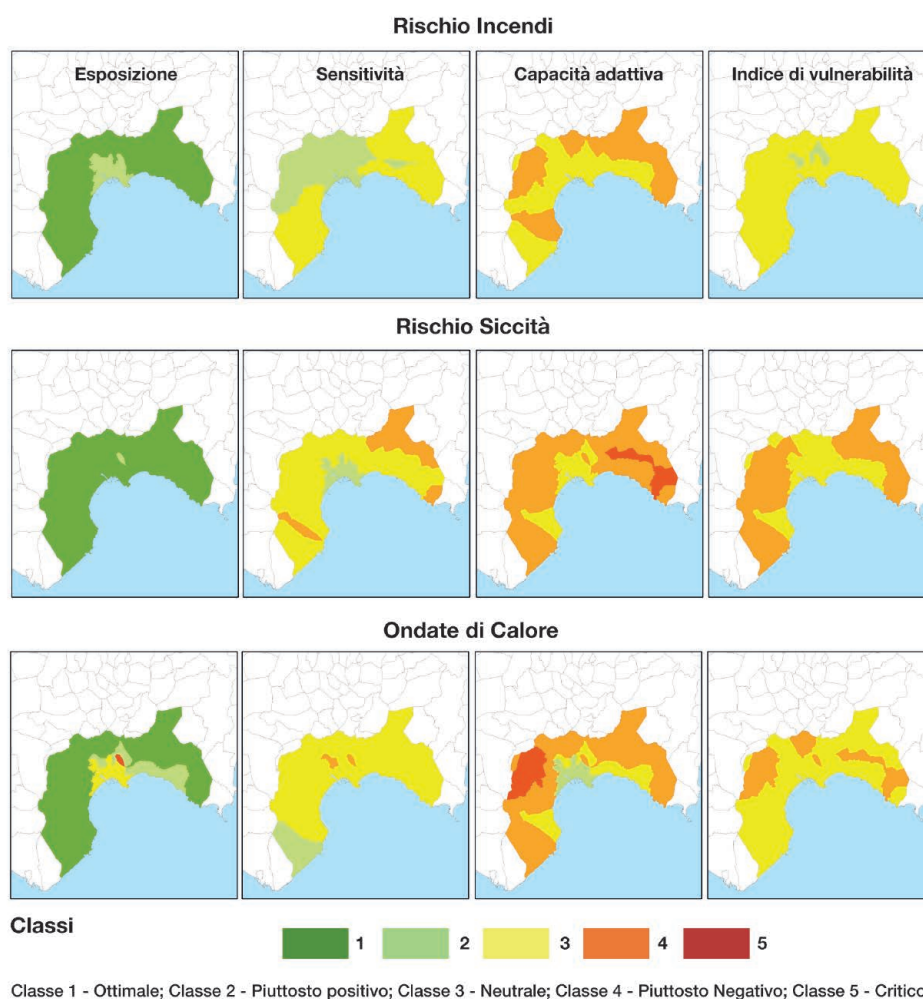 Rischio Incendi
Esposizione
Sensitività
Capacità adattiva
Indice di vulnerabilità
Rischio Siccità
Ondate di Calore
Classi
1
2
3
4
5
Classe 1 - Ottimale; Classe 2 - Piuttosto positivo; Classe 3 - Neutrale; Classe 4 - Piuttosto Negativo; Classe 5 - Critico